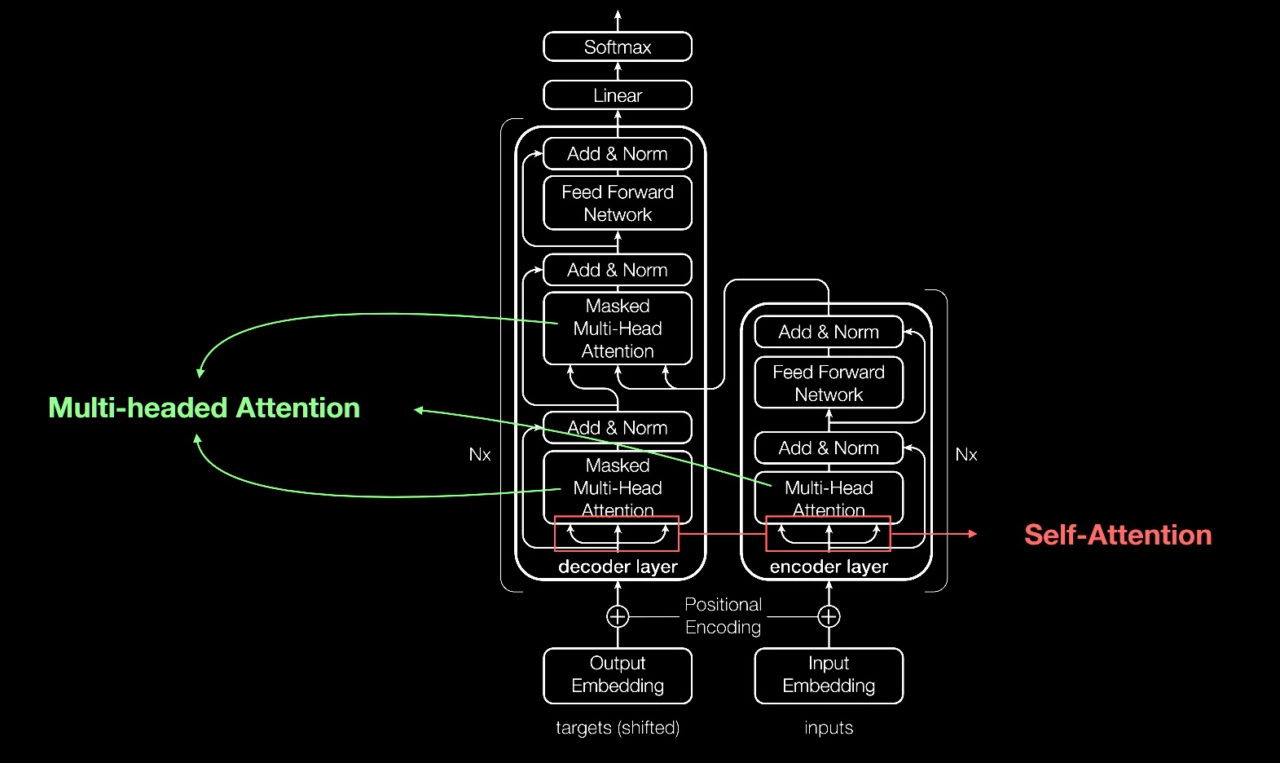 Softmax
Linear
Add & Norm
Feed Forward
Network
Add & Norm
Masked
Multi-Head
Attention
Add & Norm
Masked
Multi-Head
Attention
decoder layer
Nx
Multi-headed Attention
Add & Norm
Feed Forward
Network
Add & Norm
Multi-Head
Attention
encoder layer
Nx
Self-Attention
Positional
Encoding
Output
Embedding
targets (shifted)
Input
Embedding
inputs